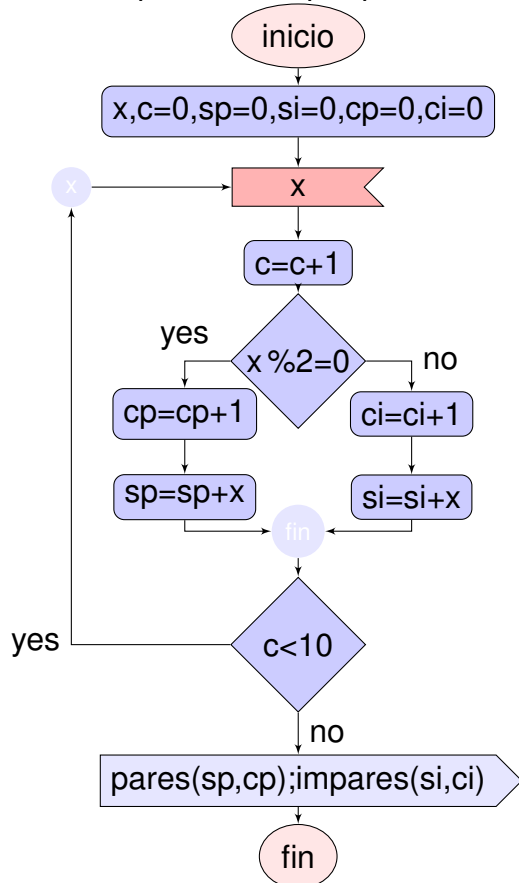 inicio
x,c=0,sp=0,si=0,cp=0,ci=0
x
x
c=c+1
yes
x %2=0
no
cp=cp+1
ci=ci+1
sp=sp+x
si=si+x
fin
yes
c<10
no
pares(sp,cp);impares(si,ci)
fin